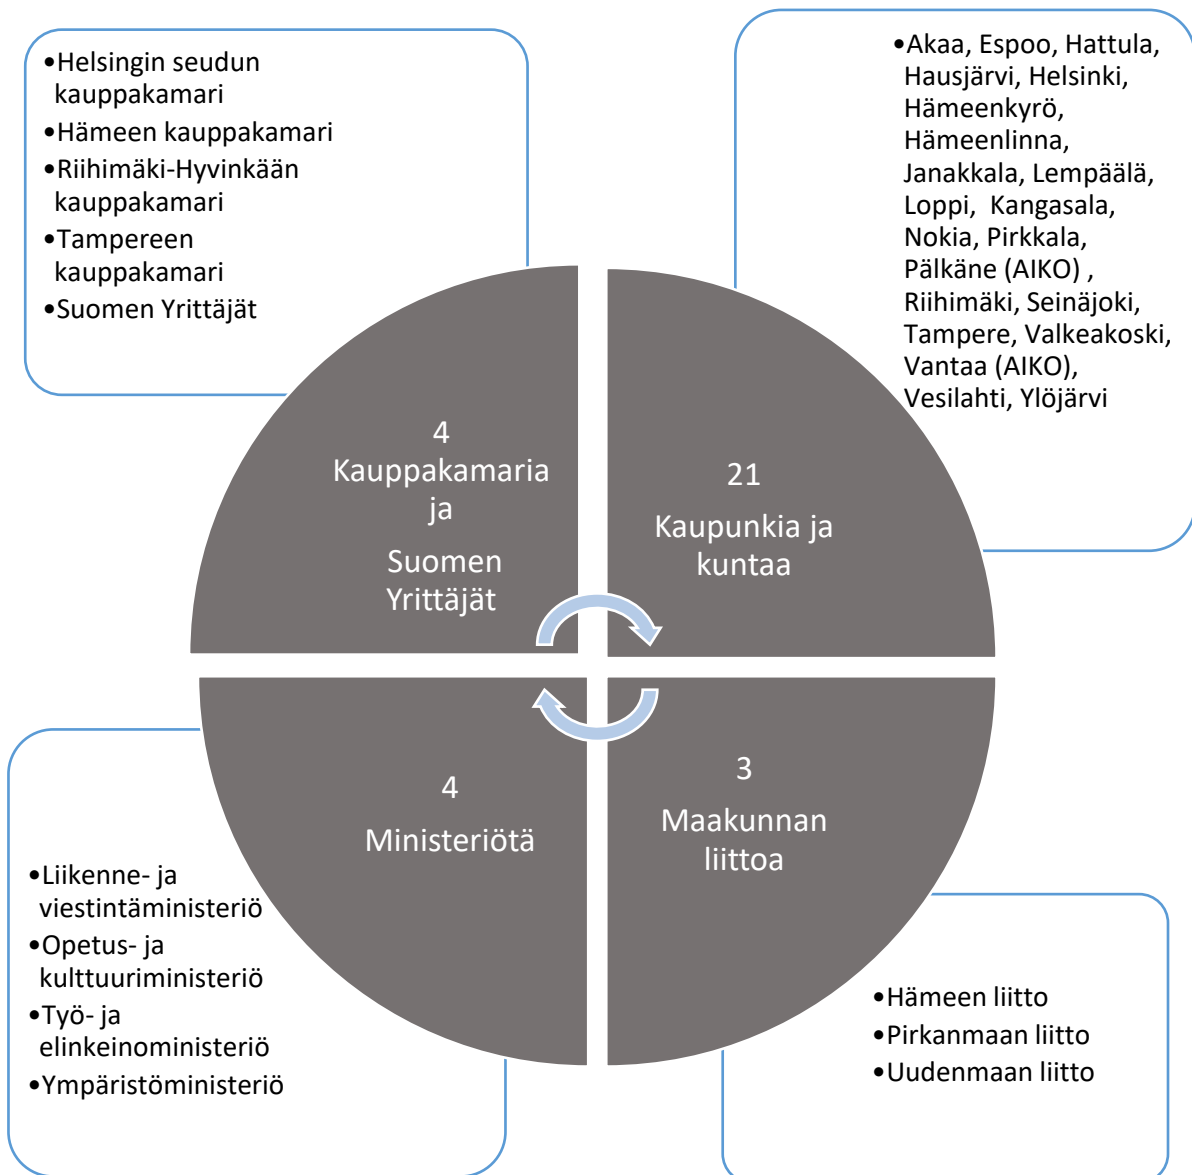 •Helsingin seudun
kauppakamari
•Hämeen kauppakamari
•Riihimäki-Hyvinkään
kauppakamari
•Tampereen
kauppakamari
•Suomen Yrittäjät
•Akaa, Espoo, Hattula,
Hausjärvi, Helsinki,
Hämeenkyrö,
Hämeenlinna,
Janakkala, Lempäälä,
Loppi, Kangasala,
Nokia, Pirkkala,
Pälkäne (AIKO) ,
Riihimäki, Seinäjoki,
Tampere, Valkeakoski,
Vantaa (AIKO),
Vesilahti, Ylöjärvi
4
Kauppakamaria
ja
Suomen
Yrittäjät
21
Kaupunkia ja
kuntaa
4
Ministeriötä
3
Maakunnan
liittoa
•Liikenne- ja
viestintäministeriö
•Opetus- ja
kulttuuriministeriö
•Työ- ja
elinkeinoministeriö
•Ympäristöministeriö
•Hämeen liitto
•Pirkanmaan liitto
•Uudenmaan liitto